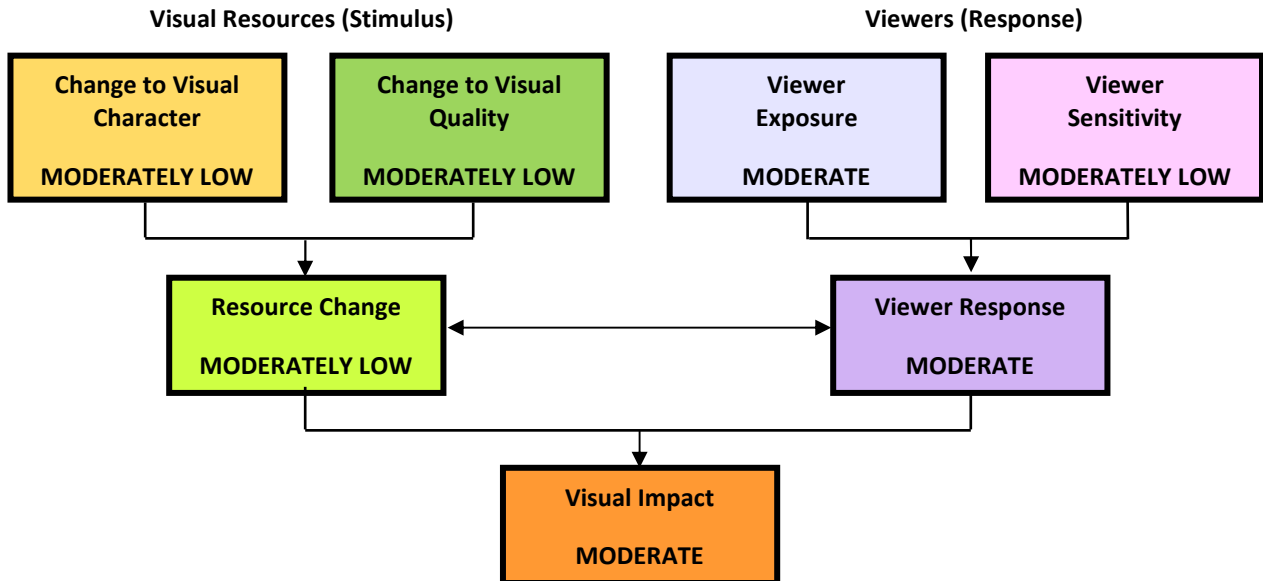 Visual Resources (Stimulus)
Viewers (Response)
Change to Visual
Character
MODERATELY LOW
Change to Visual
Quality
MODERATELY LOW
Viewer
Exposure
MODERATE
Viewer
Sensitivity
MODERATELY LOW
Resource Change
MODERATELY LOW
Viewer Response
MODERATE
Visual Impact
MODERATE